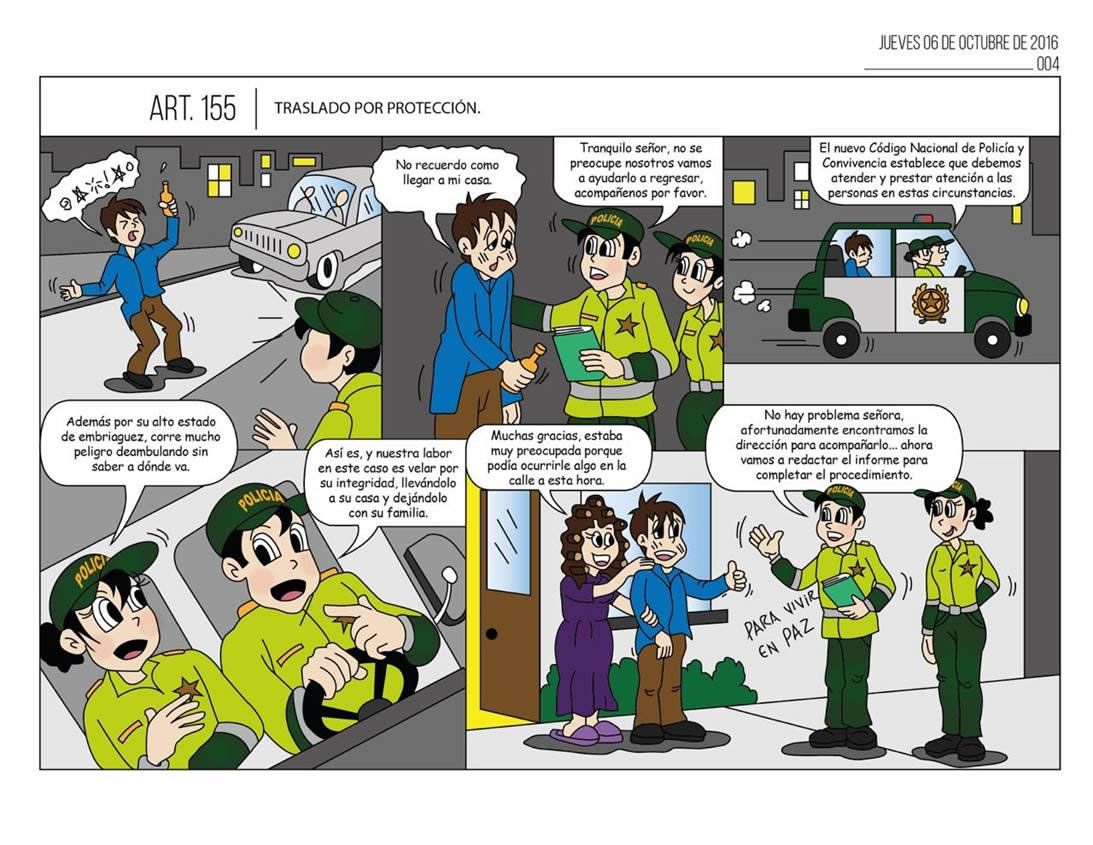 JUEVES 06 DE OCTUBRE DE 2016
004
ART. 155
TRASLADO POR PROTECCIÓN.
No recuerdo como
llegar a mi casa.
Tranquilo señor, no se
preocupe nosotros vamos
a ayudarlo a regresar,
acompañenos por favor.
POLICIA
POLICIA
El nuevo Código Nacional de Policía y
Convivencia establece que debemos
atender y prestar atención a las
personas en estas circunstancias.
Además por su alto estado
de embriaguez, corre mucho
peligro deambulando sin
saber a dónde va.
Así es, y nuestra labor
en este caso es velar por
su integridad, llevándolo
a su casa y dejándolo
con su familia.
POLICIA
POLICIA
Muchas gracias, estaba
muy preocupada porque
podía ocurrirle algo en la
calle a esta hora.
No hay problema señora,
afortunadamente encontramos la
dirección para acompañarlo... ahora
vamos a redactar el informe para
completar el procedimiento.
POLICIA
PARA VIVIR
EN PAZ